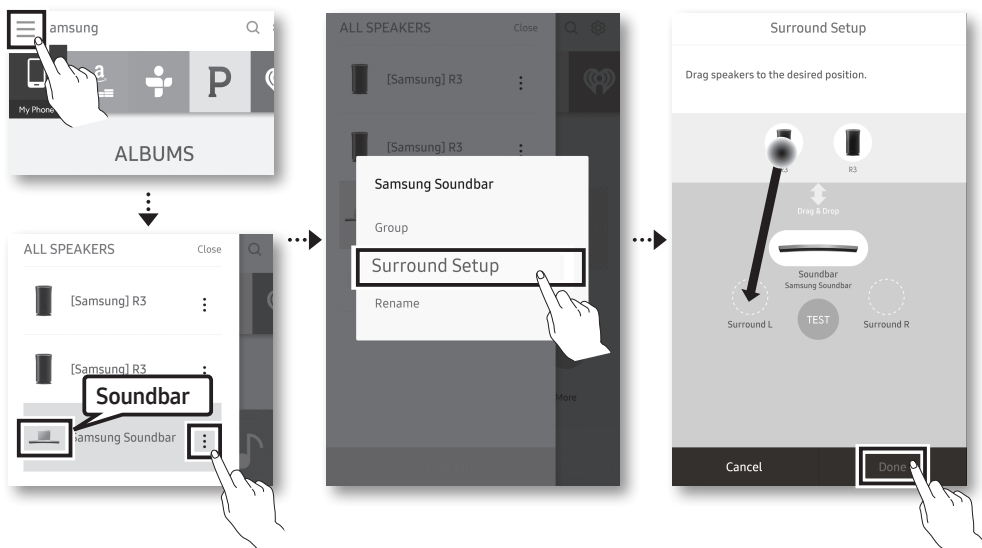 amsung
a
P
My Phone
ALBUMS
ALL SPEAKERS Close
[Samsung] R3
[Samsung] R3
Soundbar
Samsung Soundbar
ALL SPEAKERS Close
[Samsung] R3
[Samsung] R3
Samsung Soundbar
Group
Surround Setup
Rename
More
Surround Setup
Drag speakers to the desired position.
R3 R3
Drag & Drop
Soundbar
Samsung Soundbar
Surround L TEST Surround R
Cancel Done